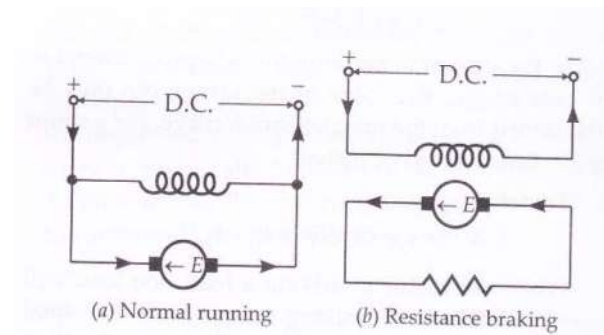 + D.C. −
← E
(a) Normal running
+ D.C. −
← E
(b) Resistance braking